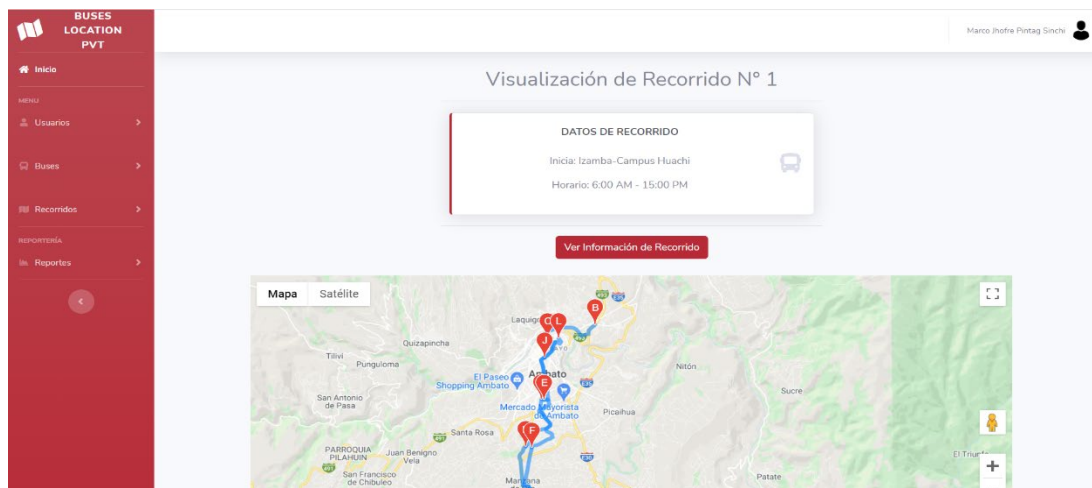 BUSES
LOCATION
PVT
Marco Jhofre Pintag Sinchi
Inicio
MENU
Usuarios
Buses
Recorridos
REPORTERÍA
Reportes
Visualización de Recorrido N° 1
DATOS DE RECORRIDO
Inicia: Izamba-Campus Huachi
Horario: 6:00 AM - 15:00 PM
Ver Información de Recorrido
Mapa
Satélite
B
L
J
Quizapincha
Tilivi
Punguloma
Nitón
El Paseo
Shopping Ambato
E
Sucre
San Antonio
de Pasa
Mercado Mayorista
de Ambato
Picaihua
Santa Rosa
F
PARROQUIA
PILAHUIN
Juan Benigno
Vela
San Francisco
de Chibuleo
Patate